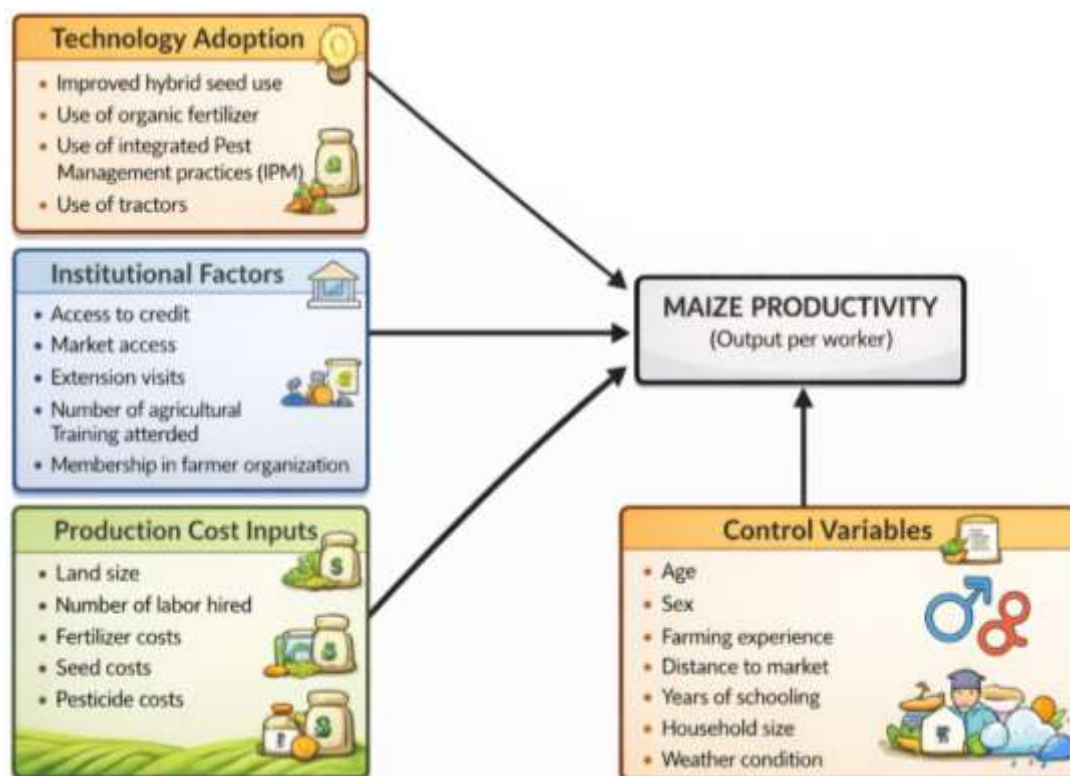 Technology Adoption
• Improved hybrid seed use
• Use of organic fertilizer
• Use of integrated Pest
Management practices (IPM)
• Use of tractors
Institutional Factors
• Access to credit
• Market access
• Extension visits
• Number of agricultural
Training atterded
• Membership in farmer organization
Production Cost Inputs
• Land size
• Number of labor hired
• Fertilizer costs
• Seed costs
• Pesticide costs
$
$
$
MAIZE PRODUCTIVITY
(Output per worker)
Control Variables
• Age
• Sex
• Farming experience
• Distance to market
• Years of schooling
• Household size
• Weather condition